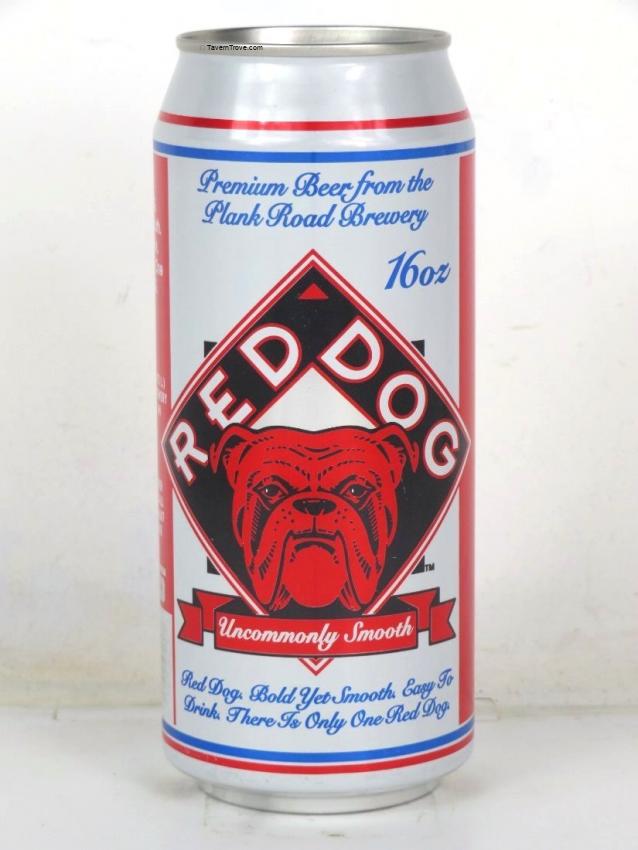 © TavernTrove.com
Premium Beer from the
Plank Road Brewery
16oz
RED DOG
TM
Uncommonly Smooth
Red Dog. Bold Yet Smooth. Easy To
Drink. There Is Only One Red Dog.